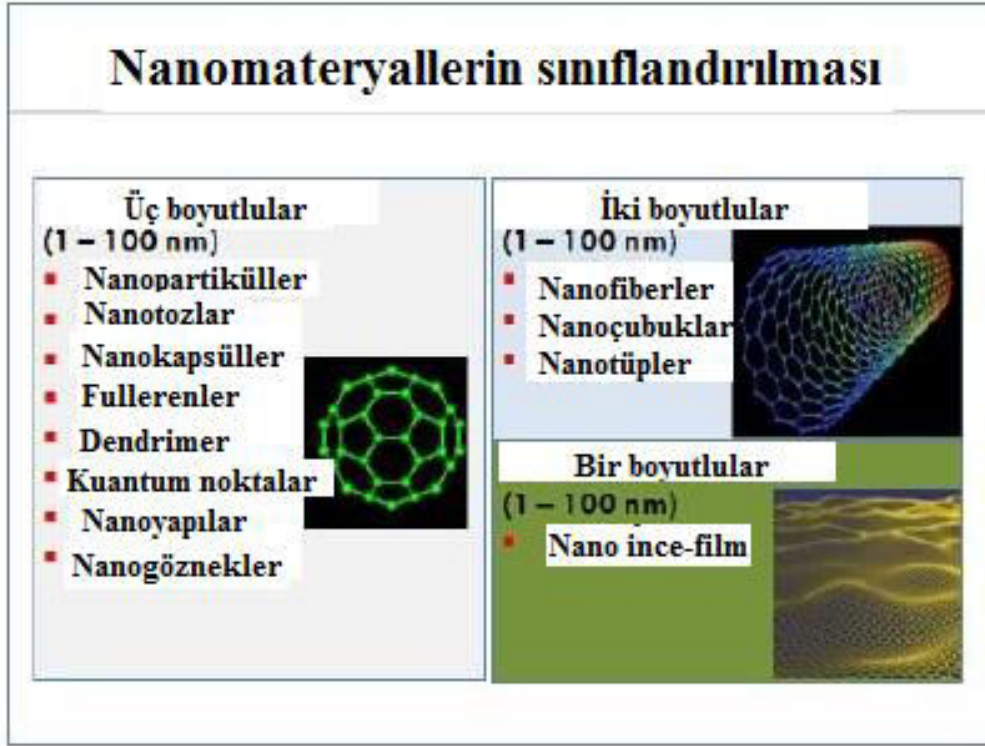 Nanomateryallerin sınıflandırılması
Üç boyutlular
(1 – 100 nm)
Nanopartiküller
Nanotozlar
Nanokapsüller
Fullerenler
Dendrimer
Kuantum noktalar
Nanoyapılar
Nanogöznekler
İki boyutlular
(1 – 100 nm)
Nanofiberler
Nanoçubuklar
Nanotüpler
Bir boyutlular
(1 – 100 nm)
Nano ince-film